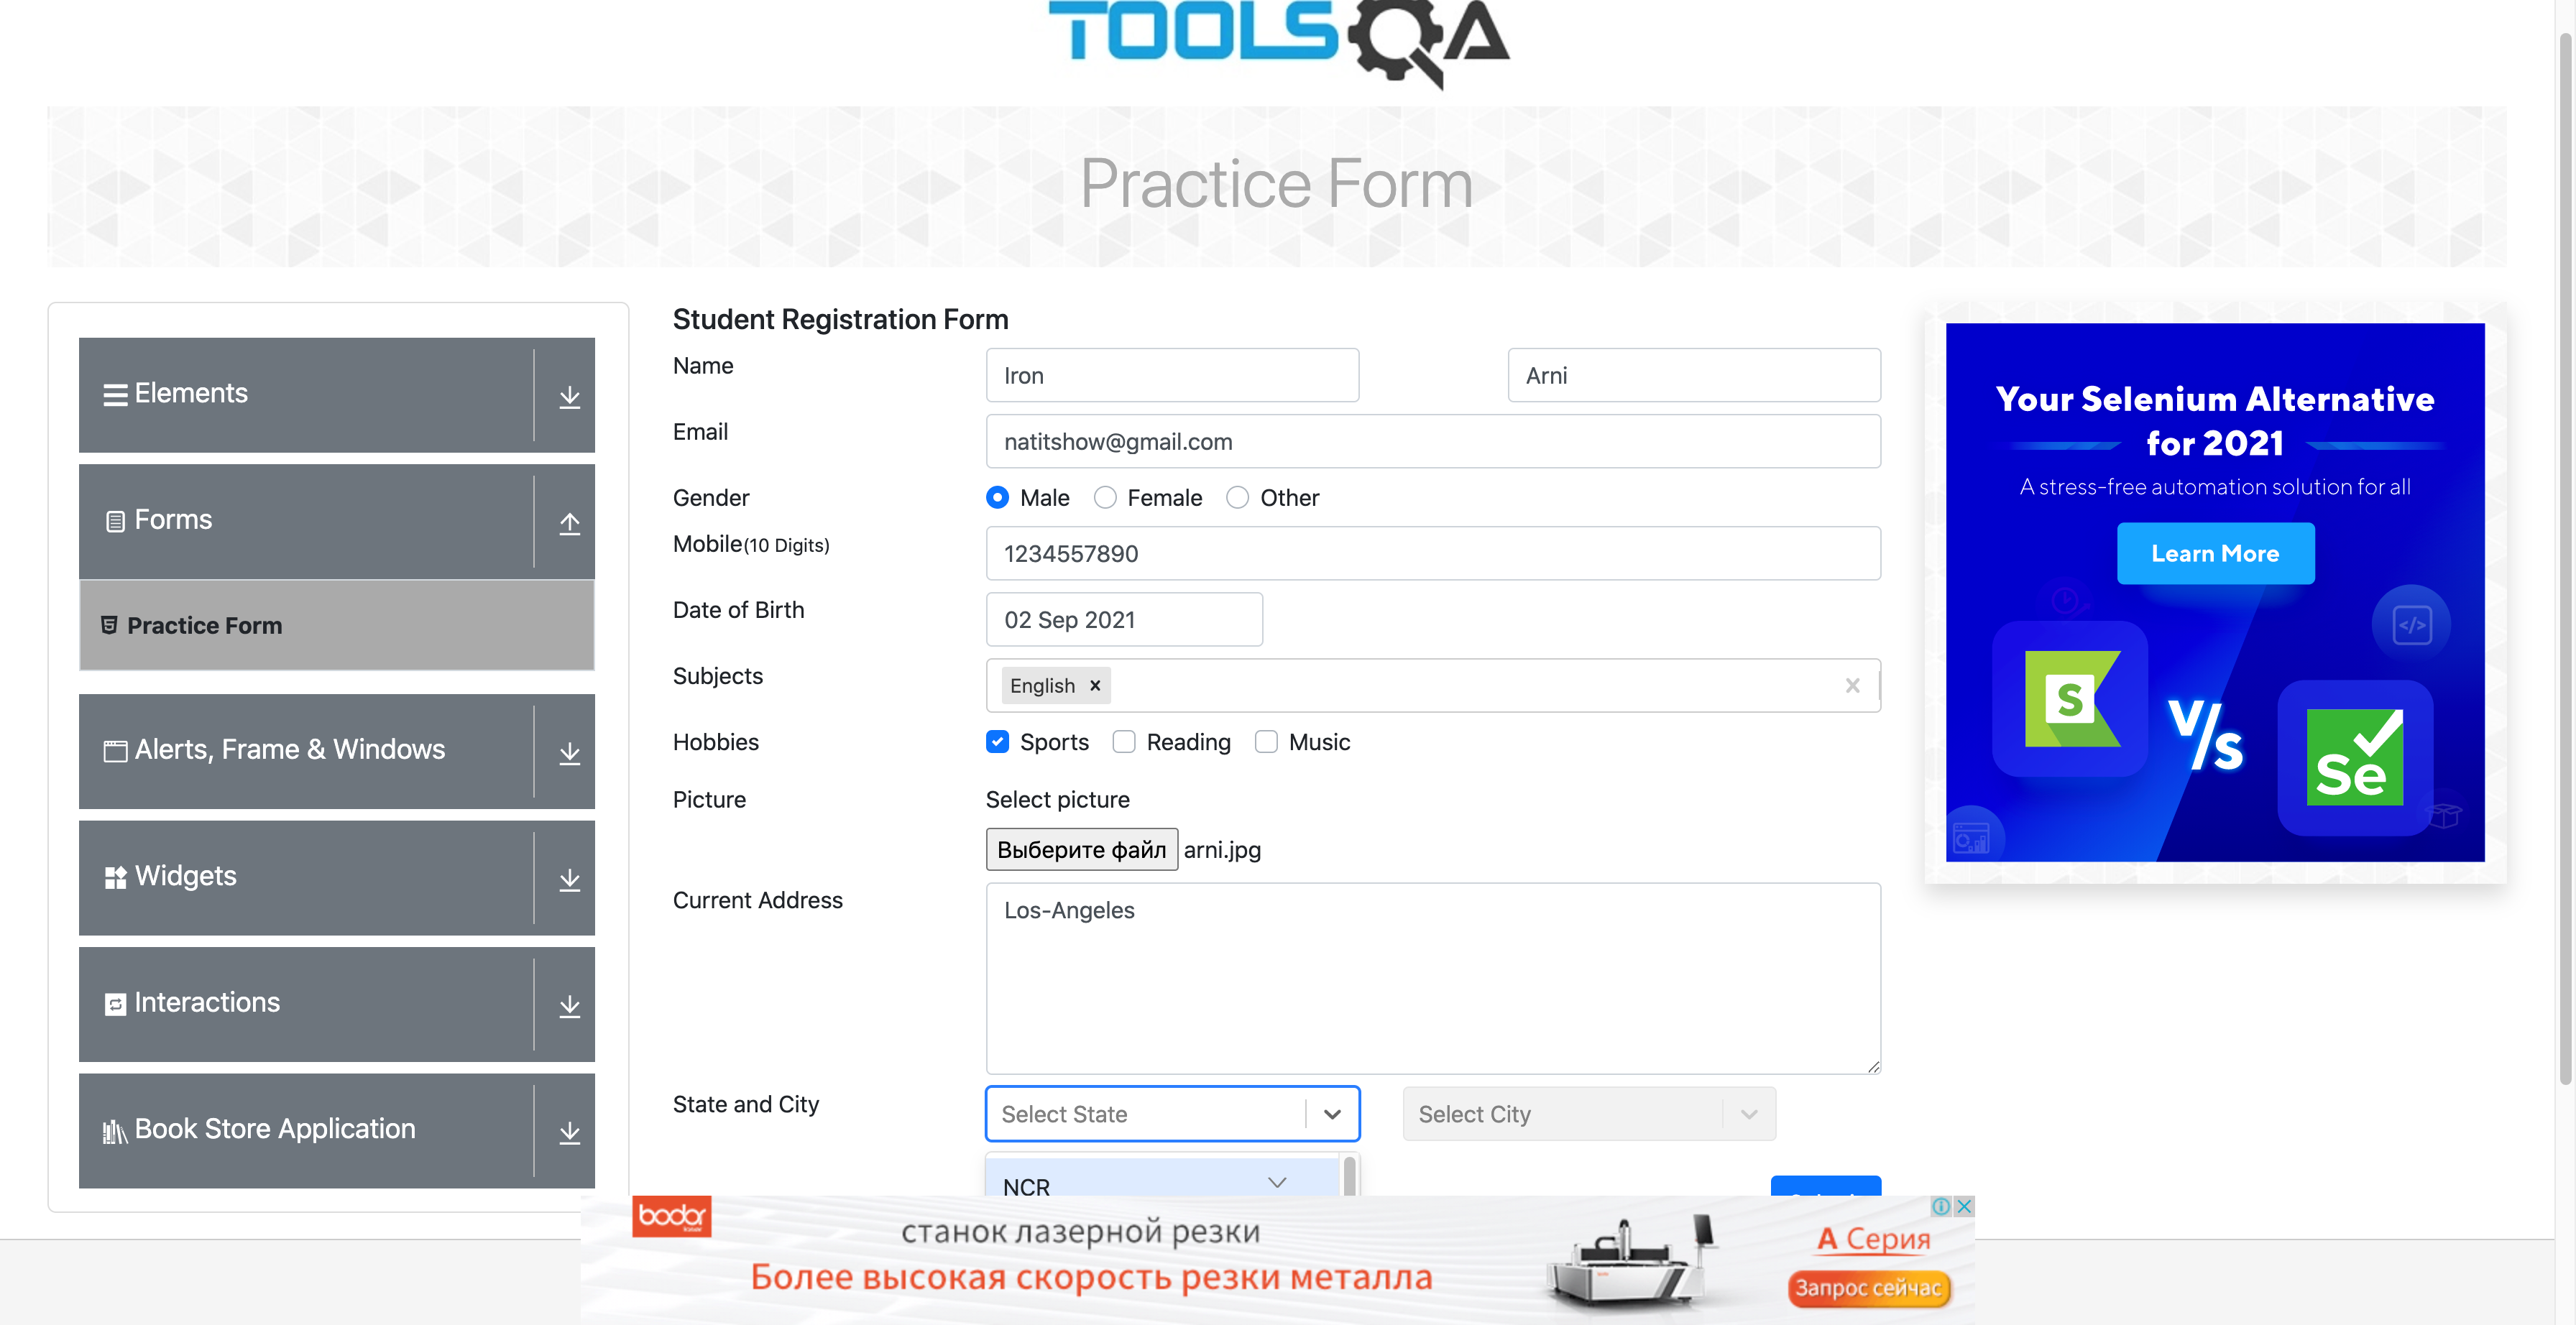 TOOLSQA
Practice Form
Elements
Forms
Practice Form
Alerts, Frame & Windows
Widgets
Interactions
Book Store Application
Student Registration Form
Name
Iron
Arni
Email
natitshow@gmail.com
Gender
Male Female Other
Mobile(10 Digits)
1234557890
Date of Birth
02 Sep 2021
Subjects
English
Hobbies
Sports Reading Music
Picture
Select picture
Выберите файл arni.jpg
Current Address
Los-Angeles
State and City
Select State
Select City
NCR
Your Selenium Alternative
for 2021
A stress-free automation solution for all
Learn More
S
V/s
</>
Se
bodor
станок лазерной резки
Более высокая скорость резки металла
А Серия
Запрос сейчас